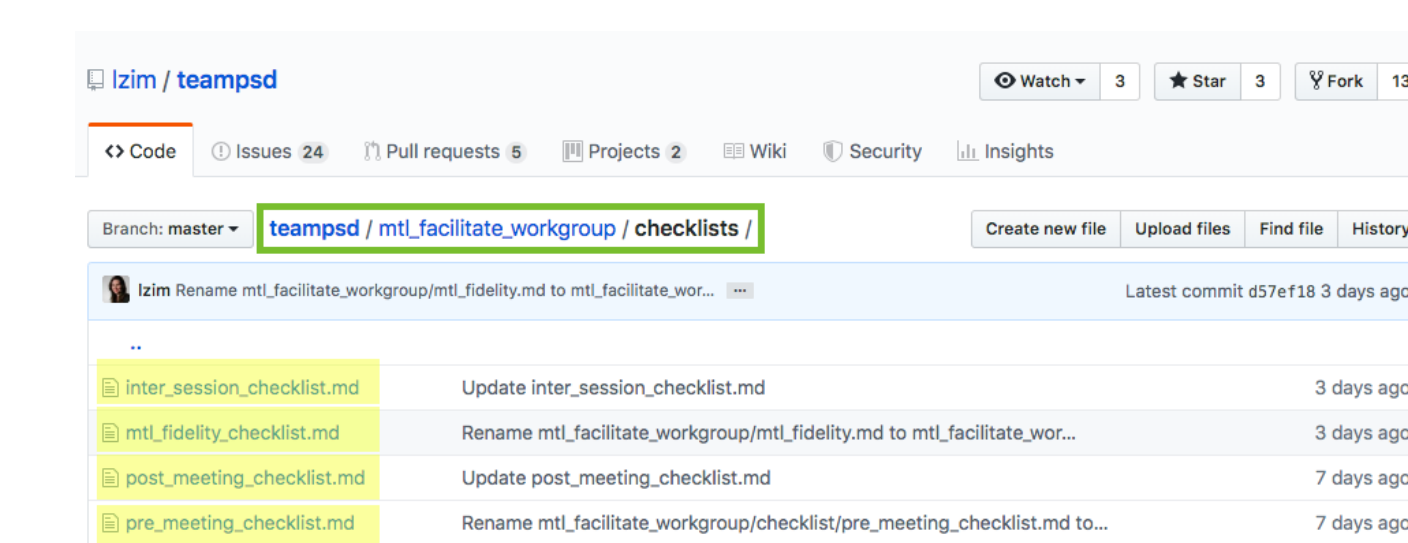 lzim / teampsd
Watch 3 Star 3 Fork 13
Code Issues 24 Pull requests 5 Projects 2 Wiki Security Insights
Branch: master teampsd / mtl_facilitate_workgroup / checklists / Create new file Upload files Find file History
lzim Rename mtl_facilitate_workgroup/mtl_fidelity.md to mtl_facilitate_wor... ... Latest commit d57ef18 3 days ago
..
inter_session_checklist.md Update inter_session_checklist.md 3 days ago
mtl_fidelity_checklist.md Rename mtl_facilitate_workgroup/mtl_fidelity.md to mtl_facilitate_wor... 3 days ago
post_meeting_checklist.md Update post_meeting_checklist.md 7 days ago
pre_meeting_checklist.md Rename mtl_facilitate_workgroup/checklist/pre_meeting_checklist.md to... 7 days ago